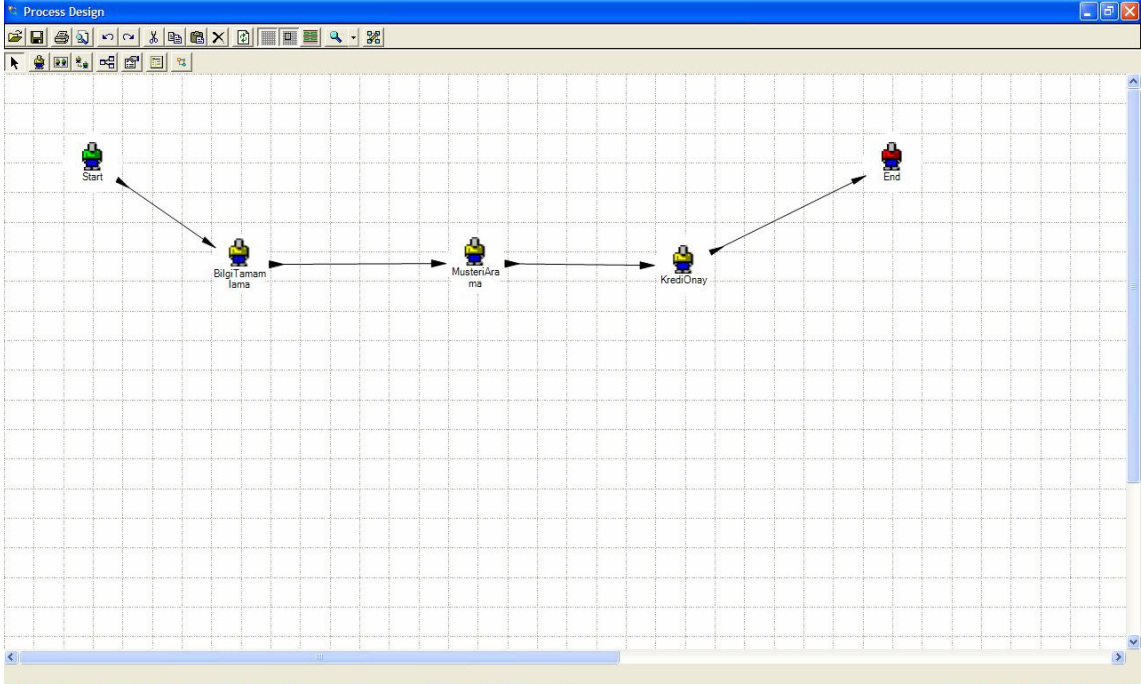 Process Design
Start
End
BilgiTamam
lama
MusteriAra
ma
KrediOnay